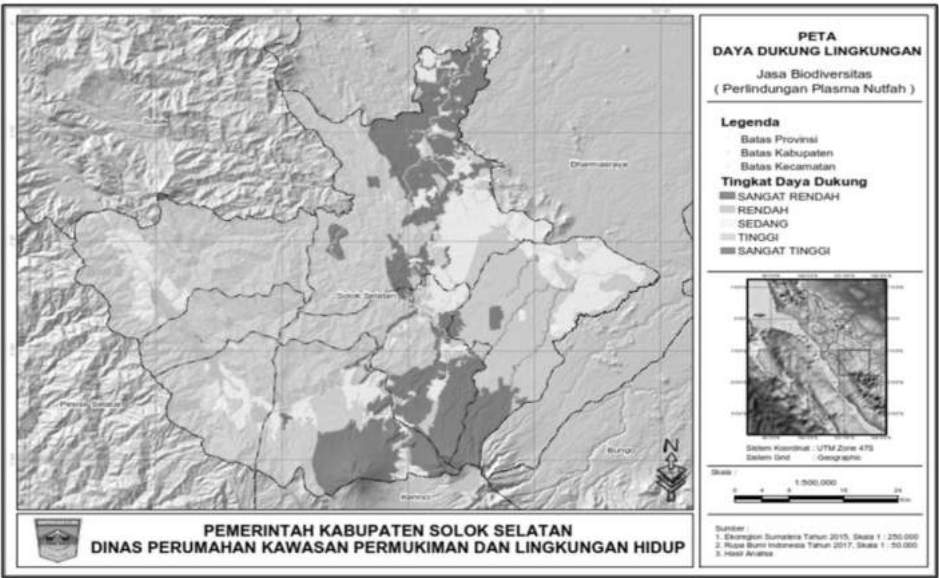 PETA
DAYA DUKUNG LINGKUNGAN
Jasa Biodiversitas
( Perlindungan Plasma Nutfah )
Legenda
Batas Provinsi
Batas Kabupaten
Batas Kecamatan
Tingkat Daya Dukung
SANGAT RENDAH
RENDAH
SEDANG
TINGGI
SANGAT TINGGI
Dharmasraya
Solok Selatan
Pesisir Selatan
Bungo
Kerinci
N
Sistem Koordinat : UTM Zone 47S
Sistem Grid : Geographic
Skala :
1:500,000
Sumber :
1. Ekoregion Sumatera Tahun 2015, Skala 1 : 250.000
2. Rupa Bumi Indonesia Tahun 2017, Skala 1 : 50.000
3. Hasil Analisa
PEMERINTAH KABUPATEN SOLOK SELATAN
DINAS PERUMAHAN KAWASAN PERMUKIMAN DAN LINGKUNGAN HIDUP